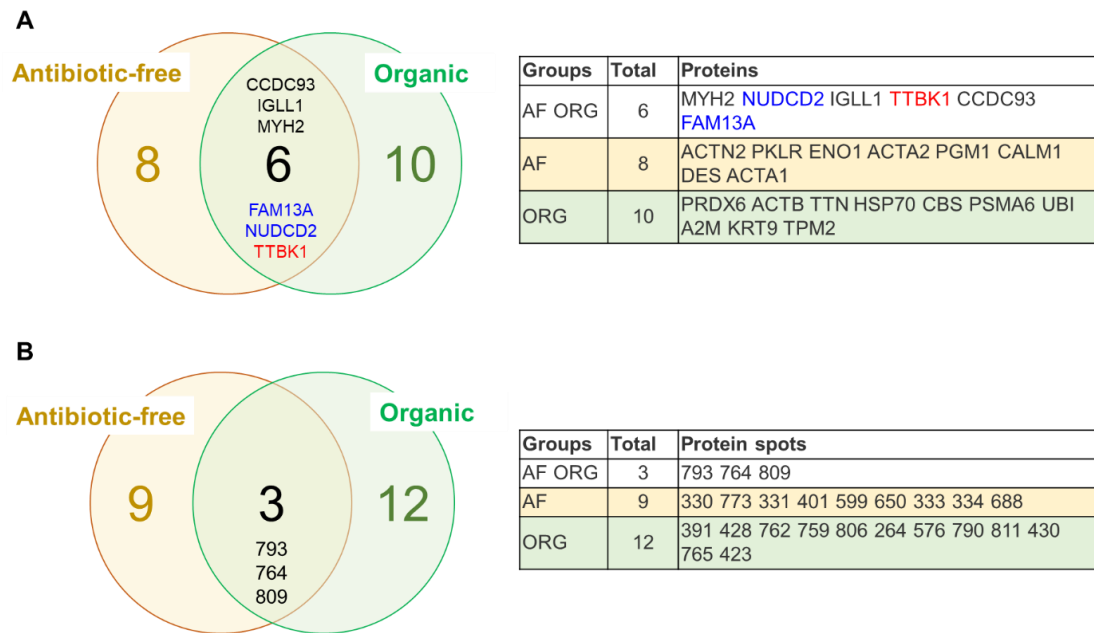 A
Antibiotic-free
Organic
CCDC93
IGLL1
MYH2
8
6
10
FAM13A
NUDCD2
TTBK1
Groups Total Proteins
AF ORG 6 MYH2 NUDCD2 IGLL1 TTBK1 CCDC93
FAM13A
AF 8 ACTN2 PKLR ENO1 ACTA2 PGM1 CALM1
DES ACTA1
ORG 10 PRDX6 ACTB TTN HSP70 CBS PSMA6 UBI
A2M KRT9 TPM2
B
Antibiotic-free
Organic
9
3
12
793
764
809
Groups Total Protein spots
AF ORG 3 793 764 809
AF 9 330 773 331 401 599 650 333 334 688
ORG 12 391 428 762 759 806 264 576 790 811 430
765 423